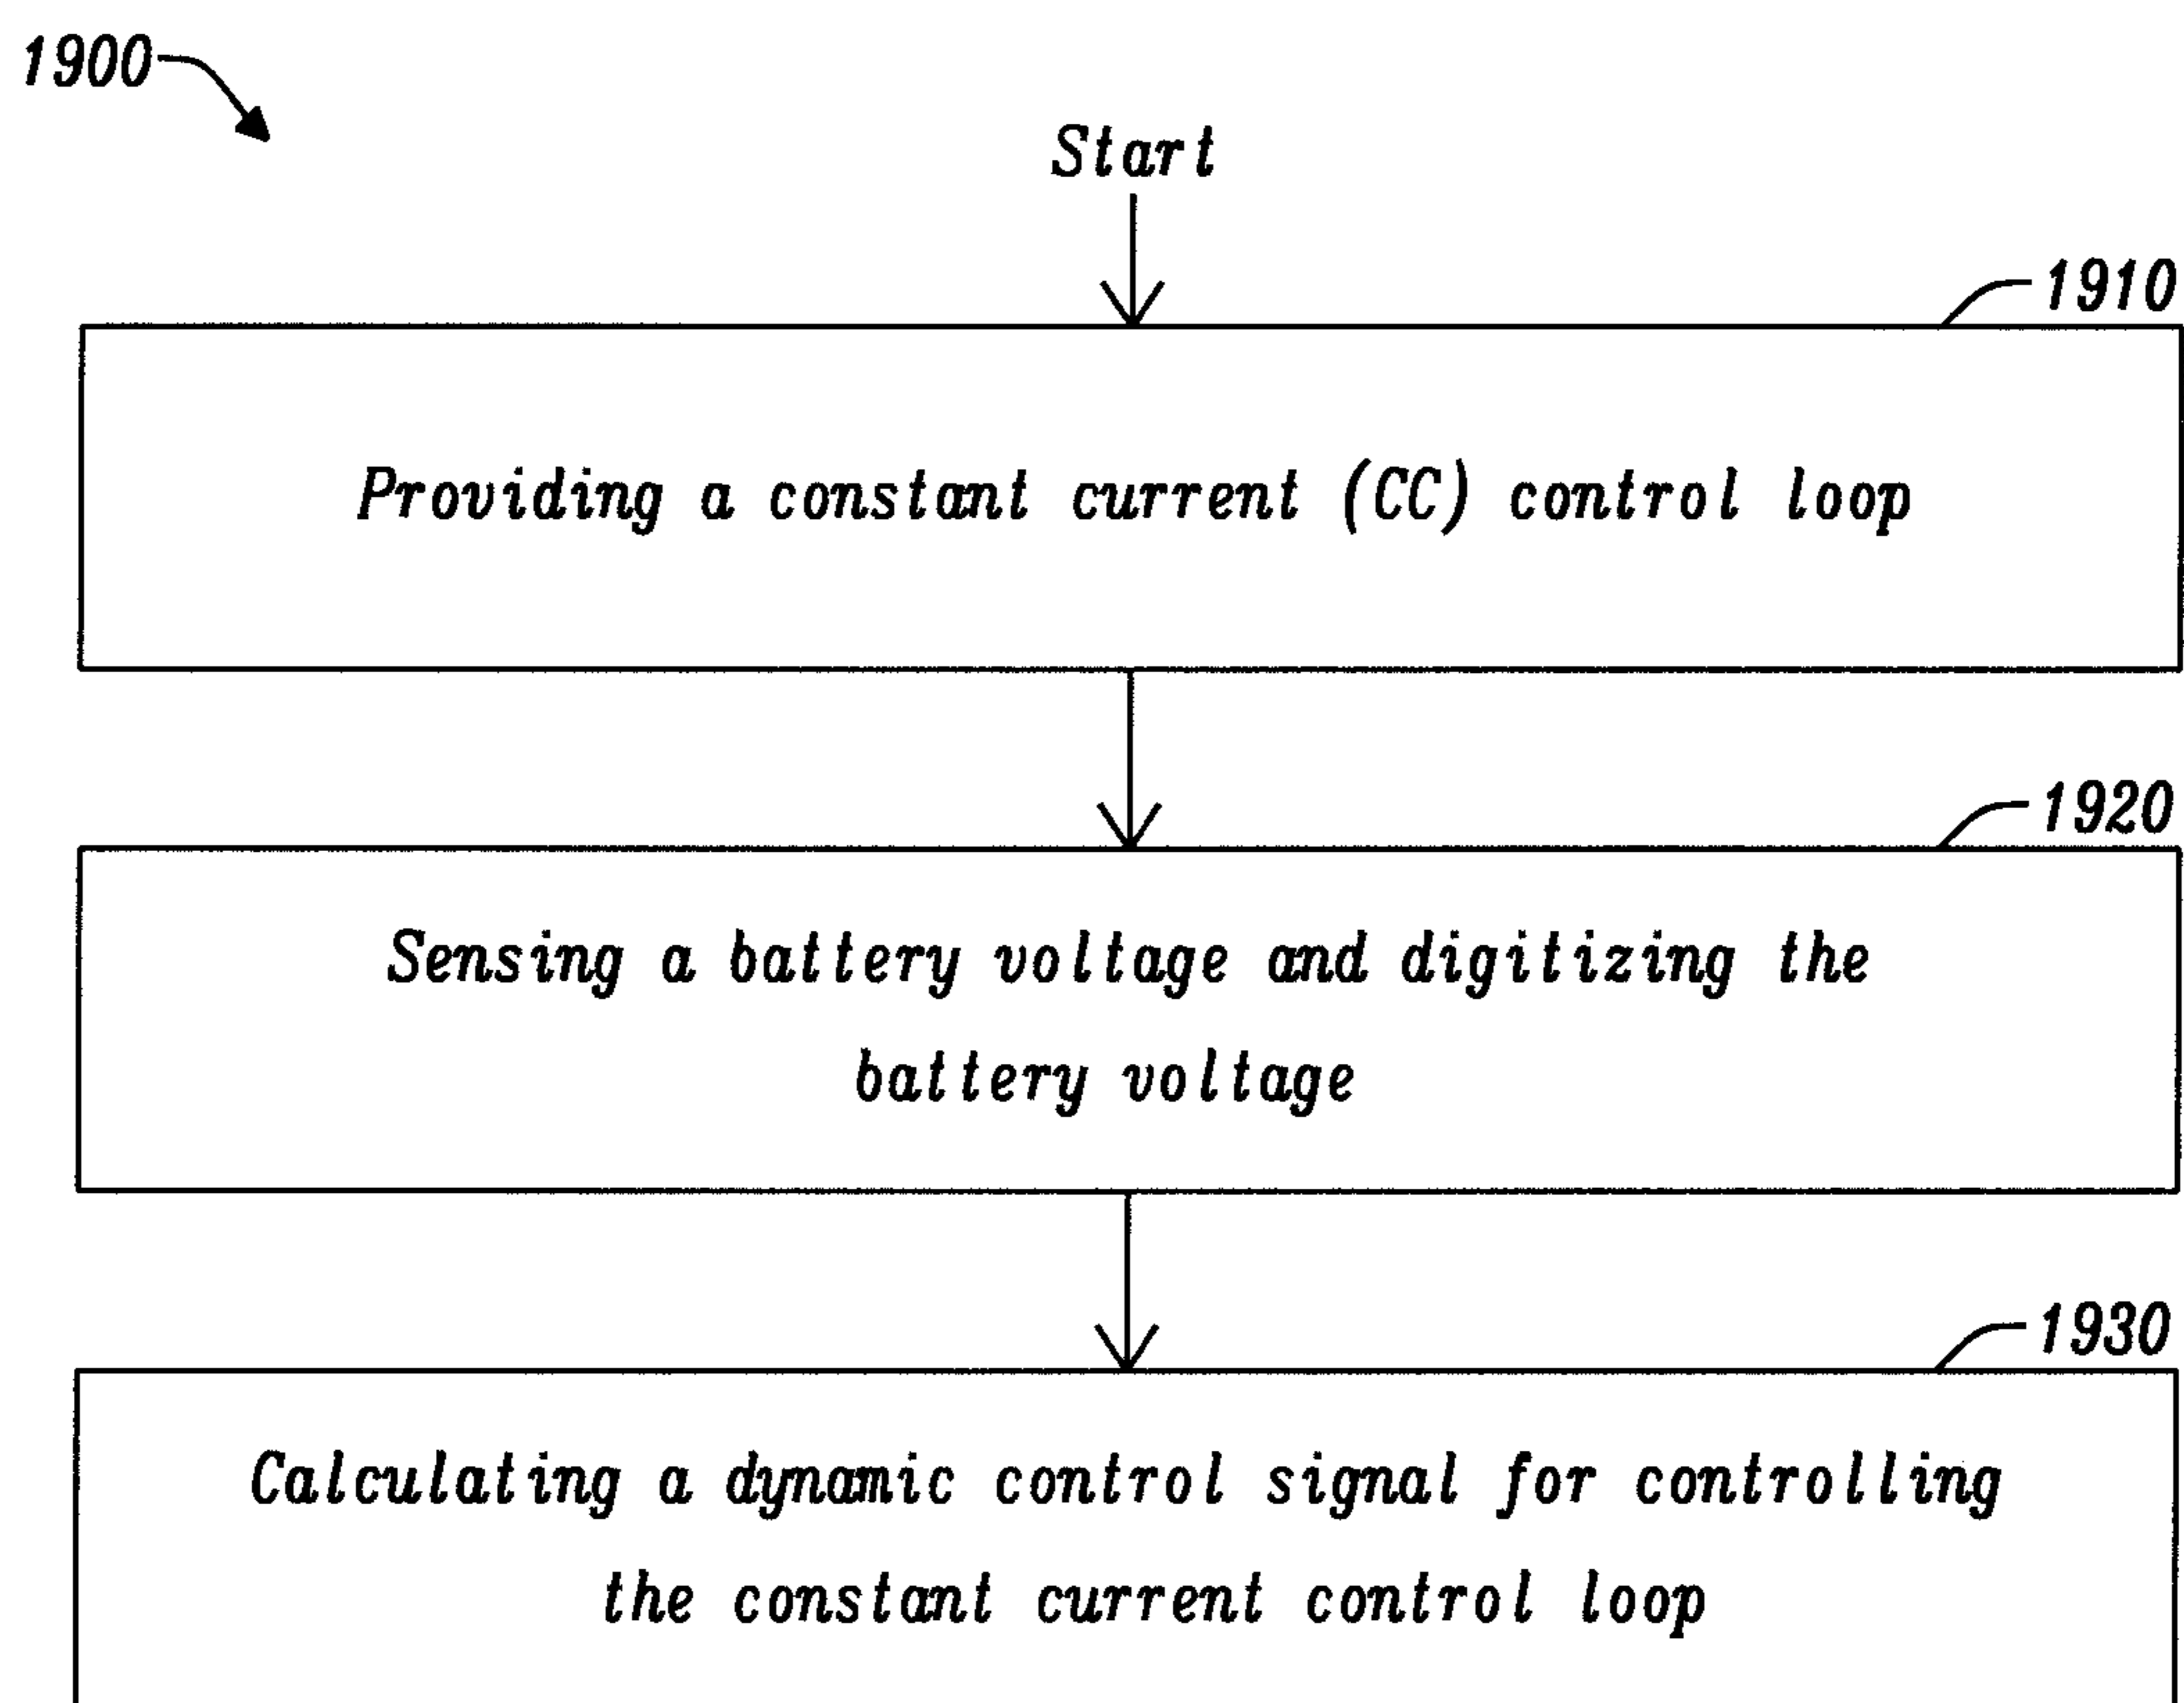 1900
Start
1910
Providing a constant current (CC) control loop
1920
Sensing a battery voltage and digitizing the
battery voltage
1930
Calculating a dynamic control signal for controlling
the constant current control loop